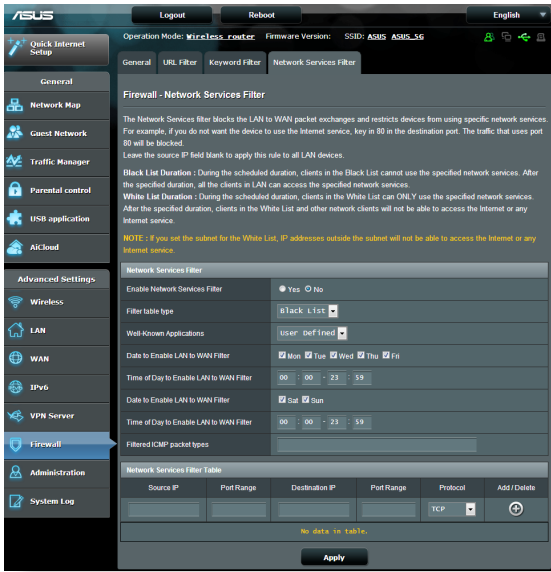 ASUS
Logout
Reboot
English
Quick Internet Setup
Operation Mode: Wireless router Firmware Version: SSID: ASUS ASUS_5G
General
URL Filter
Keyword Filter
Network Services Filter
General
Network Map
Guest Network
Traffic Manager
Parental control
USB application
AiCloud
Advanced Settings
Wireless
LAN
WAN
IPv6
VPN Server
Firewall
Administration
System Log
Firewall - Network Services Filter
The Network Services filter blocks the LAN to WAN packet exchanges and restricts devices from using specific network services.
For example, if you do not want the device to use the Internet service, key in 80 in the destination port. The traffic that uses port
80 will be blocked.
Leave the source IP field blank to apply this rule to all LAN devices.
Black List Duration : During the scheduled duration, clients in the Black List cannot use the specified network services. After
the specified duration, all the clients in LAN can access the specified network services.
White List Duration : During the scheduled duration, clients in the White List can ONLY use the specified network services.
After the specified duration, clients in the White List and other network clients will not be able to access the Internet or any
Internet service.
NOTE : If you set the subnet for the White List, IP addresses outside the subnet will not be able to access the Internet or any
Internet service.
Network Services Filter
Enable Network Services Filter Yes No
Filter table type Black List
Well-Known Applications User Defined
Date to Enable LAN to WAN Filter Mon Tue Wed Thu Fri
Time of Day to Enable LAN to WAN Filter 00 : 00 - 23 : 59
Date to Enable LAN to WAN Filter Sat Sun
Time of Day to Enable LAN to WAN Filter 00 : 00 - 23 : 59
Filtered ICMP packet types
Network Services Filter Table
Source IP Port Range Destination IP Port Range Protocol Add / Delete
TCP
No data in table.
Apply